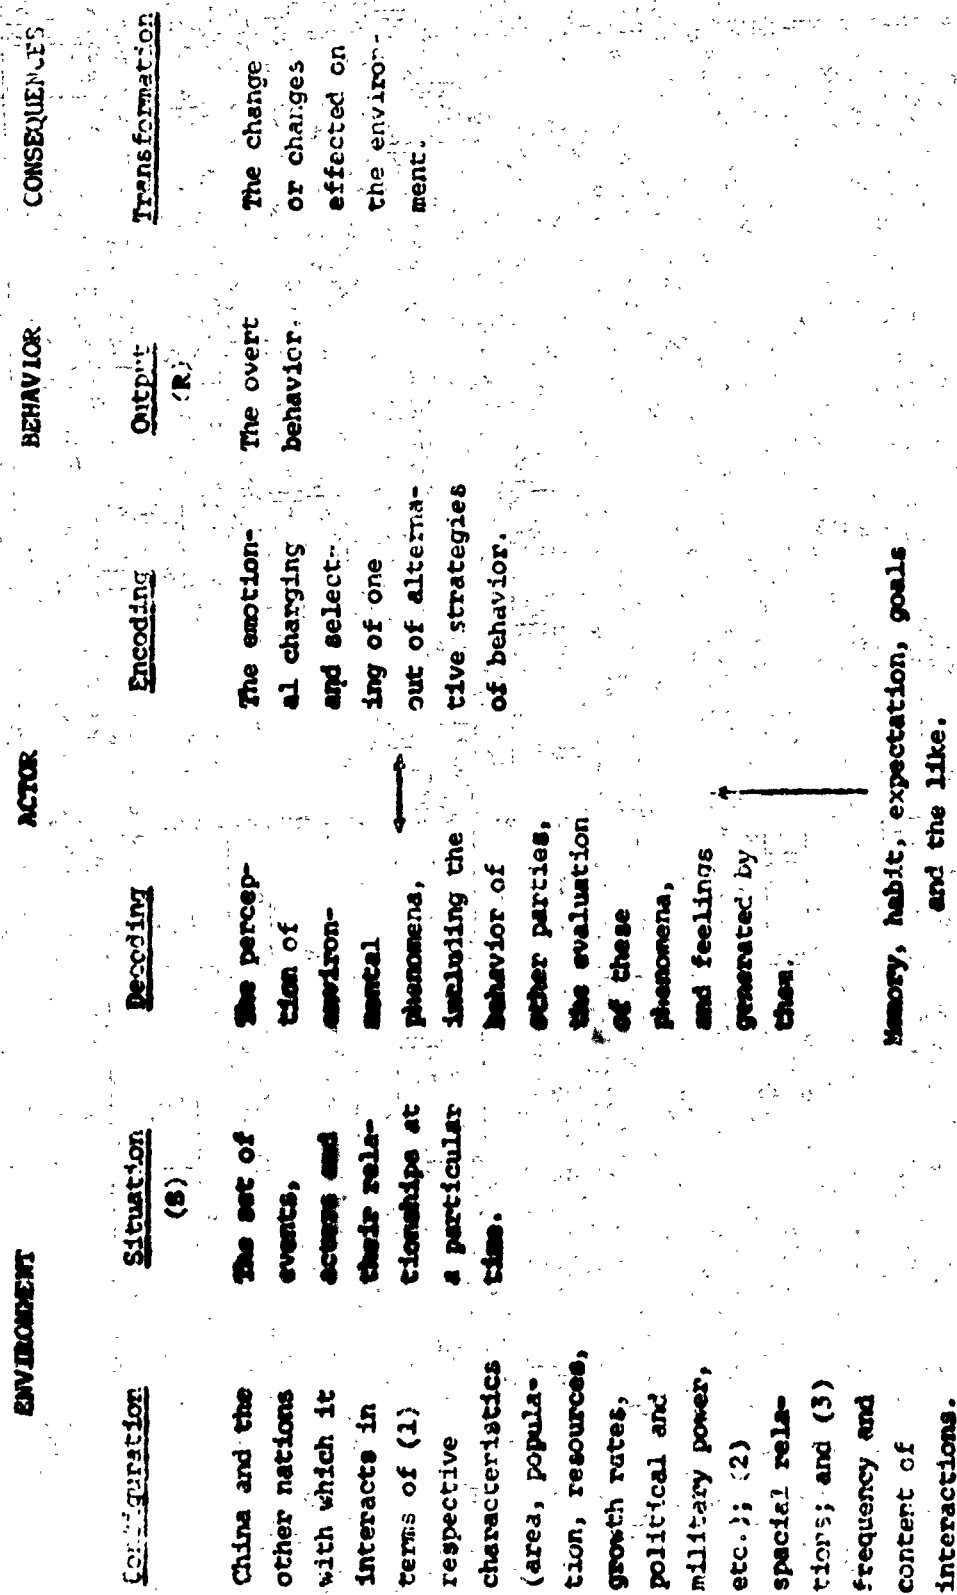 ENVIRONMENT
ACTOR
BEHAVIOR
CONSEQUENCES
Configuration
Situation
(S)
Decoding
Encoding
Output
(R)
Transformation
China and the
other nations
with which it
interacts in
terms of (1)
respective
characteristics
(area, popula-
tion, resources,
growth rates,
political and
military power,
etc.); (2)
spacial rela-
tions; and (3)
frequency and
content of
interactions.
The set of
events,
actors and
their rela-
tionships at
a particular
time.
The percep-
tion of
environ-
mental
phenomena,
including the
behavior of
other parties,
the evaluation
of these
phenomena,
and feelings
generated by
them.
The emotion-
al charging
and select-
ing of one
out of alterna-
tive strategies
of behavior.
The overt
behavior.
The change
or changes
effected on
the environ-
ment.
Memory, habit, expectation, goals
and the like.